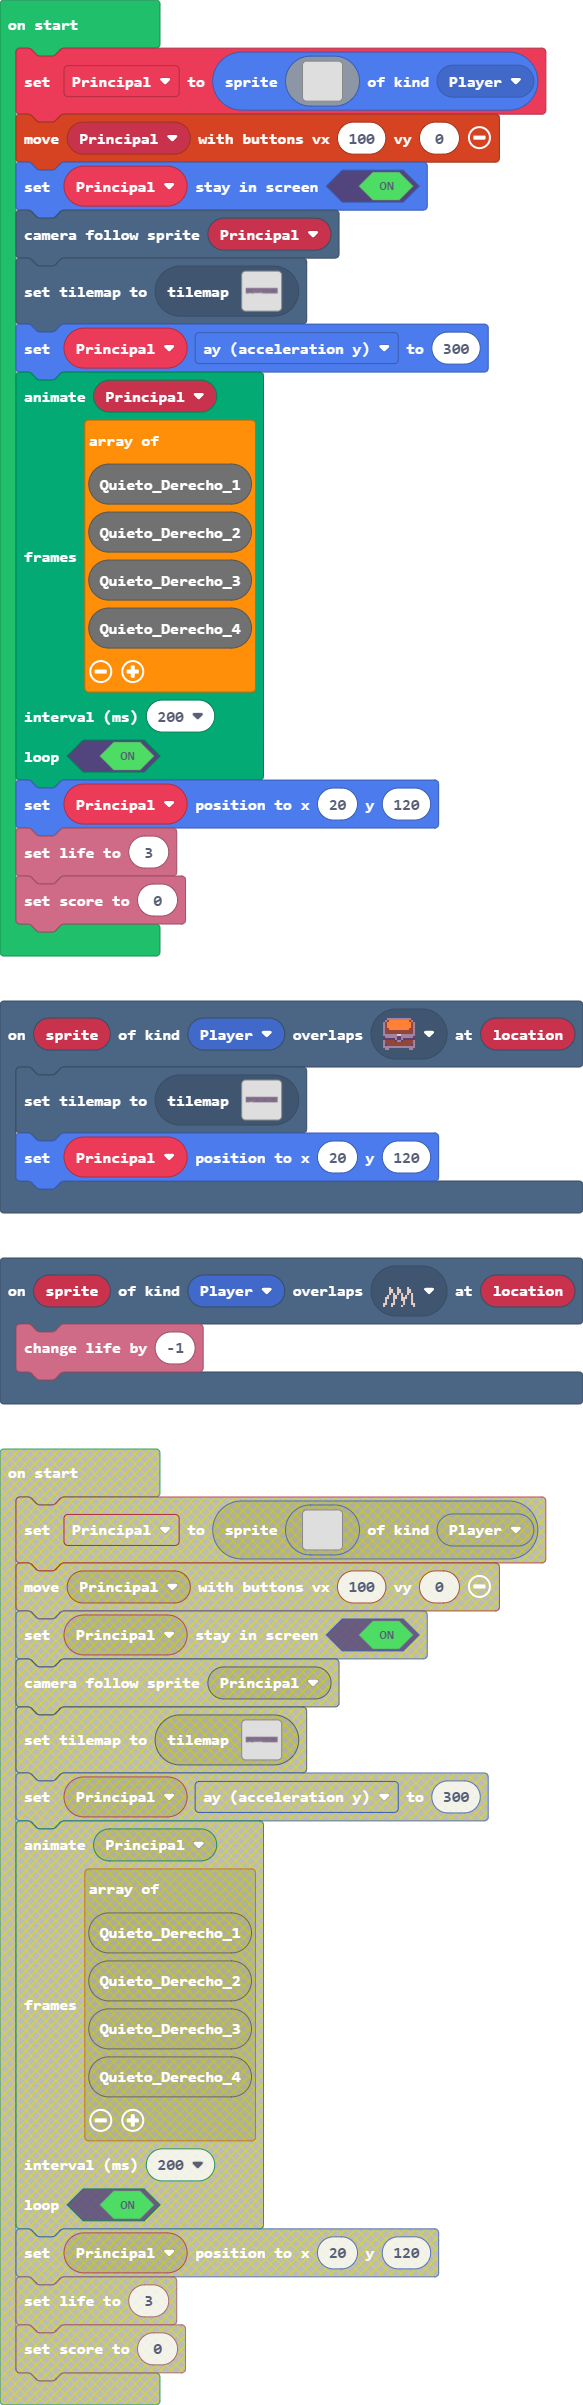 on start
set Principal to sprite of kind Player
move Principal with buttons vx 100 vy 0
set Principal stay in screen ON
camera follow sprite Principal
set tilemap to tilemap
set Principal ay (acceleration y) to 300
animate Principal
array of
Quieto_Derecho_1
Quieto_Derecho_2
frames
Quieto_Derecho_3
Quieto_Derecho_4
interval (ms) 200
loop ON
set Principal position to x 20 y 120
set life to 3
set score to 0
on sprite of kind Player overlaps at location
set tilemap to tilemap
set Principal position to x 20 y 120
on sprite of kind Player overlaps at location
change life by -1
on start
set Principal to sprite of kind Player
move Principal with buttons vx 100 vy 0
set Principal stay in screen ON
camera follow sprite Principal
set tilemap to tilemap
set Principal ay (acceleration y) to 300
animate Principal
array of
Quieto_Derecho_1
Quieto_Derecho_2
frames
Quieto_Derecho_3
Quieto_Derecho_4
interval (ms) 200
loop ON
set Principal position to x 20 y 120
set life to 3
set score to 0